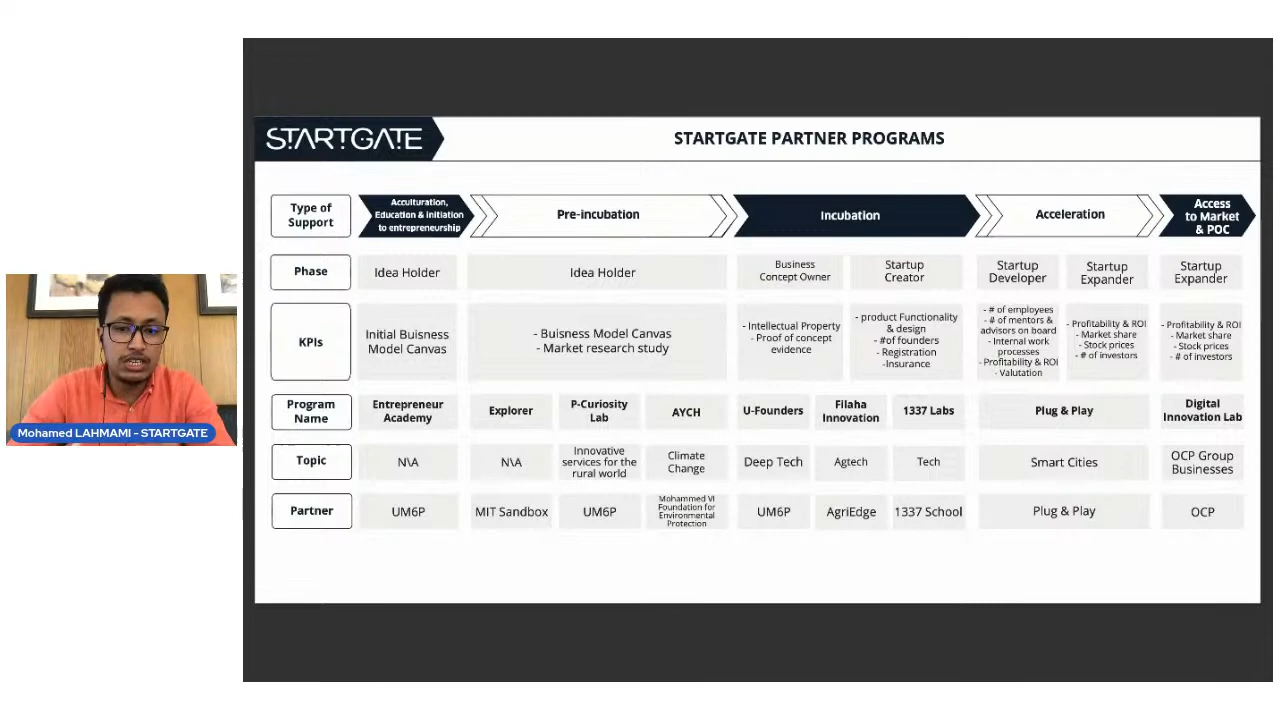 STARTGATE
STARTGATE PARTNER PROGRAMS
Type of
Support
Acculturation,
Education & initiation
to entrepreneurship
Pre-incubation
Incubation
Acceleration
Access
to Market
& POC
Phase
Idea Holder
Idea Holder
Business
Concept Owner
Startup
Creator
Startup
Developer
Startup
Expander
Startup
Expander
KPIs
Initial Buisness
Model Canvas
- Buisness Model Canvas
- Market research study
- Intellectual Property
- Proof of concept
evidence
- product Functionality
& design
- #of founders
- Registration
-Insurance
- # of employees
- # of mentors &
advisors on board
- Internal work
processes
- Profitability & ROI
- Valutation
- Profitability & ROI
- Market share
- Stock prices
- # of investors
- Profitability & ROI
- Market share
- Stock prices
- # of investors
Program
Name
Entrepreneur
Academy
Explorer
P-Curiosity
Lab
AYCH
U-Founders
Filaha
Innovation
1337 Labs
Plug & Play
Digital
Innovation Lab
Topic
N\A
N\A
Innovative
services for the
rural world
Climate
Change
Deep Tech
Agtech
Tech
Smart Cities
OCP Group
Businesses
Partner
UM6P
MIT Sandbox
UM6P
Mohammed VI
Foundation for
Environmental
Protection
UM6P
AgriEdge
1337 School
Plug & Play
OCP
Mohamed LAHMAMI - STARTGATE